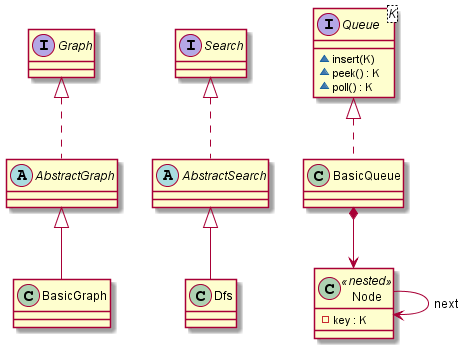 I Graph
I Search
I Queue
K
insert(K)
peek() : K
poll() : K
A AbstractGraph
A AbstractSearch
C BasicQueue
C BasicGraph
C Dfs
C «nested»
Node
key : K
next